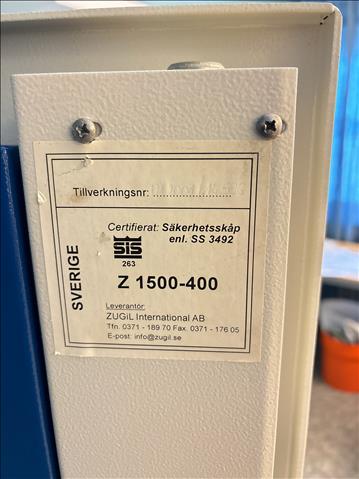 Tillverkningsnr:
Certifierat: Säkerhetsskåp
enl. SS 3492
SIS
263
SVERIGE
Z 1500-400
Leverantör:
ZUGiL International AB
Tfn. 0371 - 189 70 Fax. 0371 - 176 05
E-post: info@zugil.se